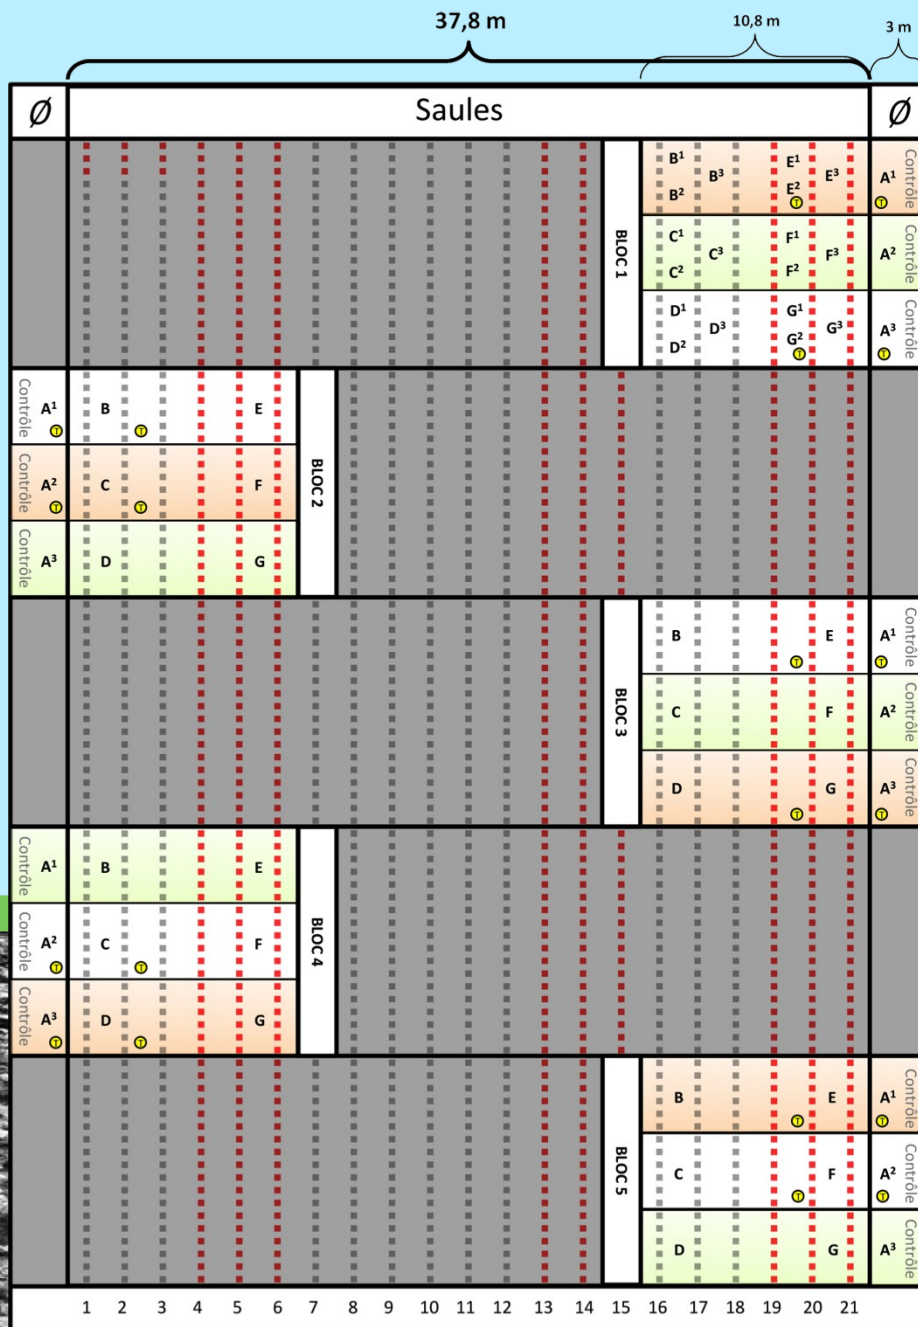 37,8 m
10,8 m
3 m
Ø Saules Ø
BLOC 1
B¹ B² B³ E¹ E² T E³ A¹ T Contrôle
C¹ C² C³ F¹ F² F³ A² Contrôle
D¹ D² D³ G¹ G² T G³ A³ T Contrôle
Contrôle A¹ T B T E
Contrôle A² T C T F
Contrôle A³ D G
BLOC 2
BLOC 3
B T E A¹ T Contrôle
C F A² Contrôle
D T G A³ T Contrôle
Contrôle A¹ B E
Contrôle A² T C T F
Contrôle A³ T D T G
BLOC 4
BLOC 5
B T E A¹ T Contrôle
C T F A² T Contrôle
D G A³ Contrôle
1 2 3 4 5 6 7 8 9 10 11 12 13 14 15 16 17 18 19 20 21